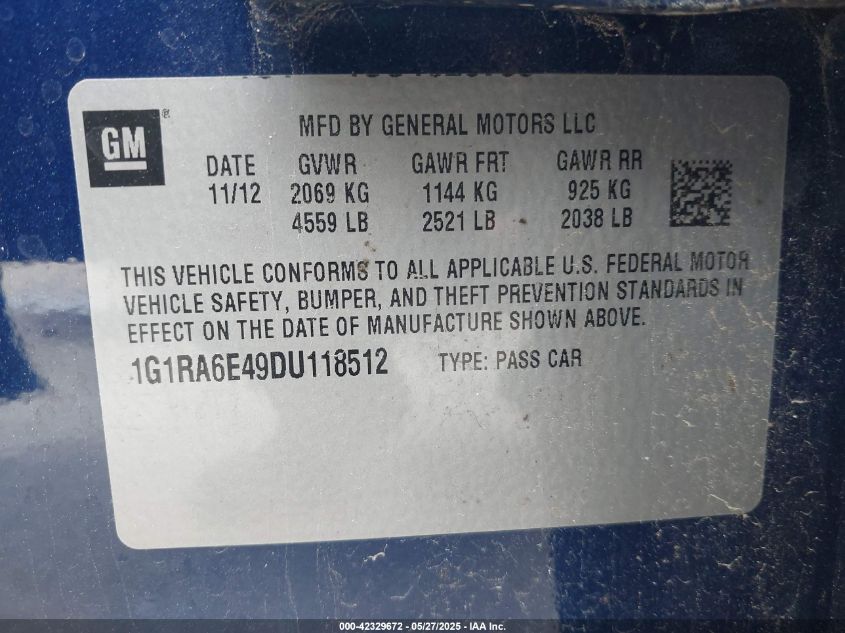 GM
®
MFD BY GENERAL MOTORS LLC
DATE GVWR GAWR FRT GAWR RR
11/12 2069 KG 1144 KG 925 KG
4559 LB 2521 LB 2038 LB
THIS VEHICLE CONFORMS TO ALL APPLICABLE U.S. FEDERAL MOTOR
VEHICLE SAFETY, BUMPER, AND THEFT PREVENTION STANDARDS IN
EFFECT ON THE DATE OF MANUFACTURE SHOWN ABOVE.
1G1RA6E49DU118512 TYPE: PASS CAR
000-42329672 - 05/27/2025 - IAA Inc.